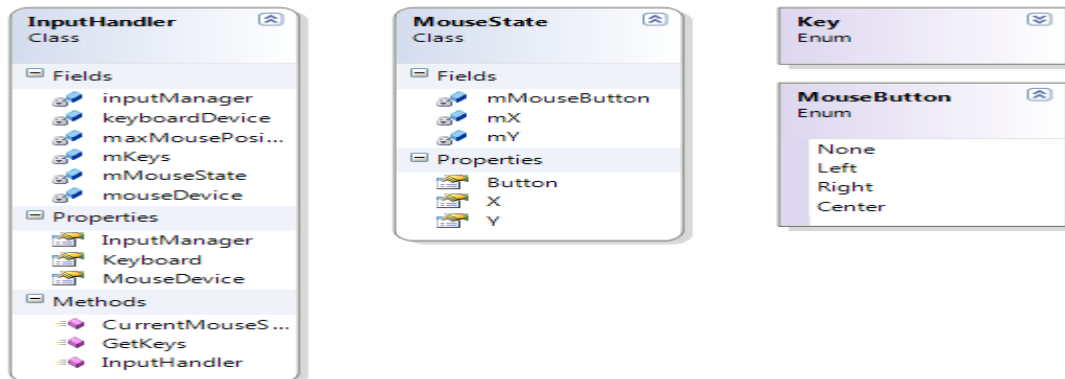 InputHandler
Class
Fields
inputManager
keyboardDevice
maxMousePosi...
mKeys
mMouseState
mouseDevice
Properties
InputManager
Keyboard
MouseDevice
Methods
CurrentMouseS...
GetKeys
InputHandler
MouseState
Class
Fields
mMouseButton
mX
mY
Properties
Button
X
Y
Key
Enum
MouseButton
Enum
None
Left
Right
Center